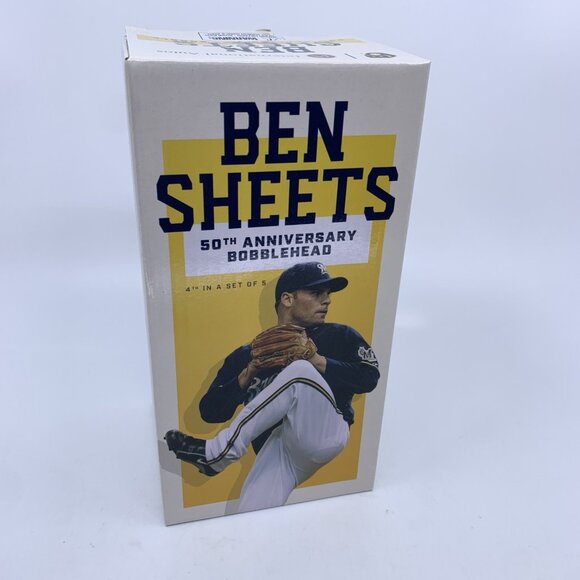 BEN
SHEETS
50TH ANNIVERSARY
BOBBLEHEAD
4TH IN A SET OF 5